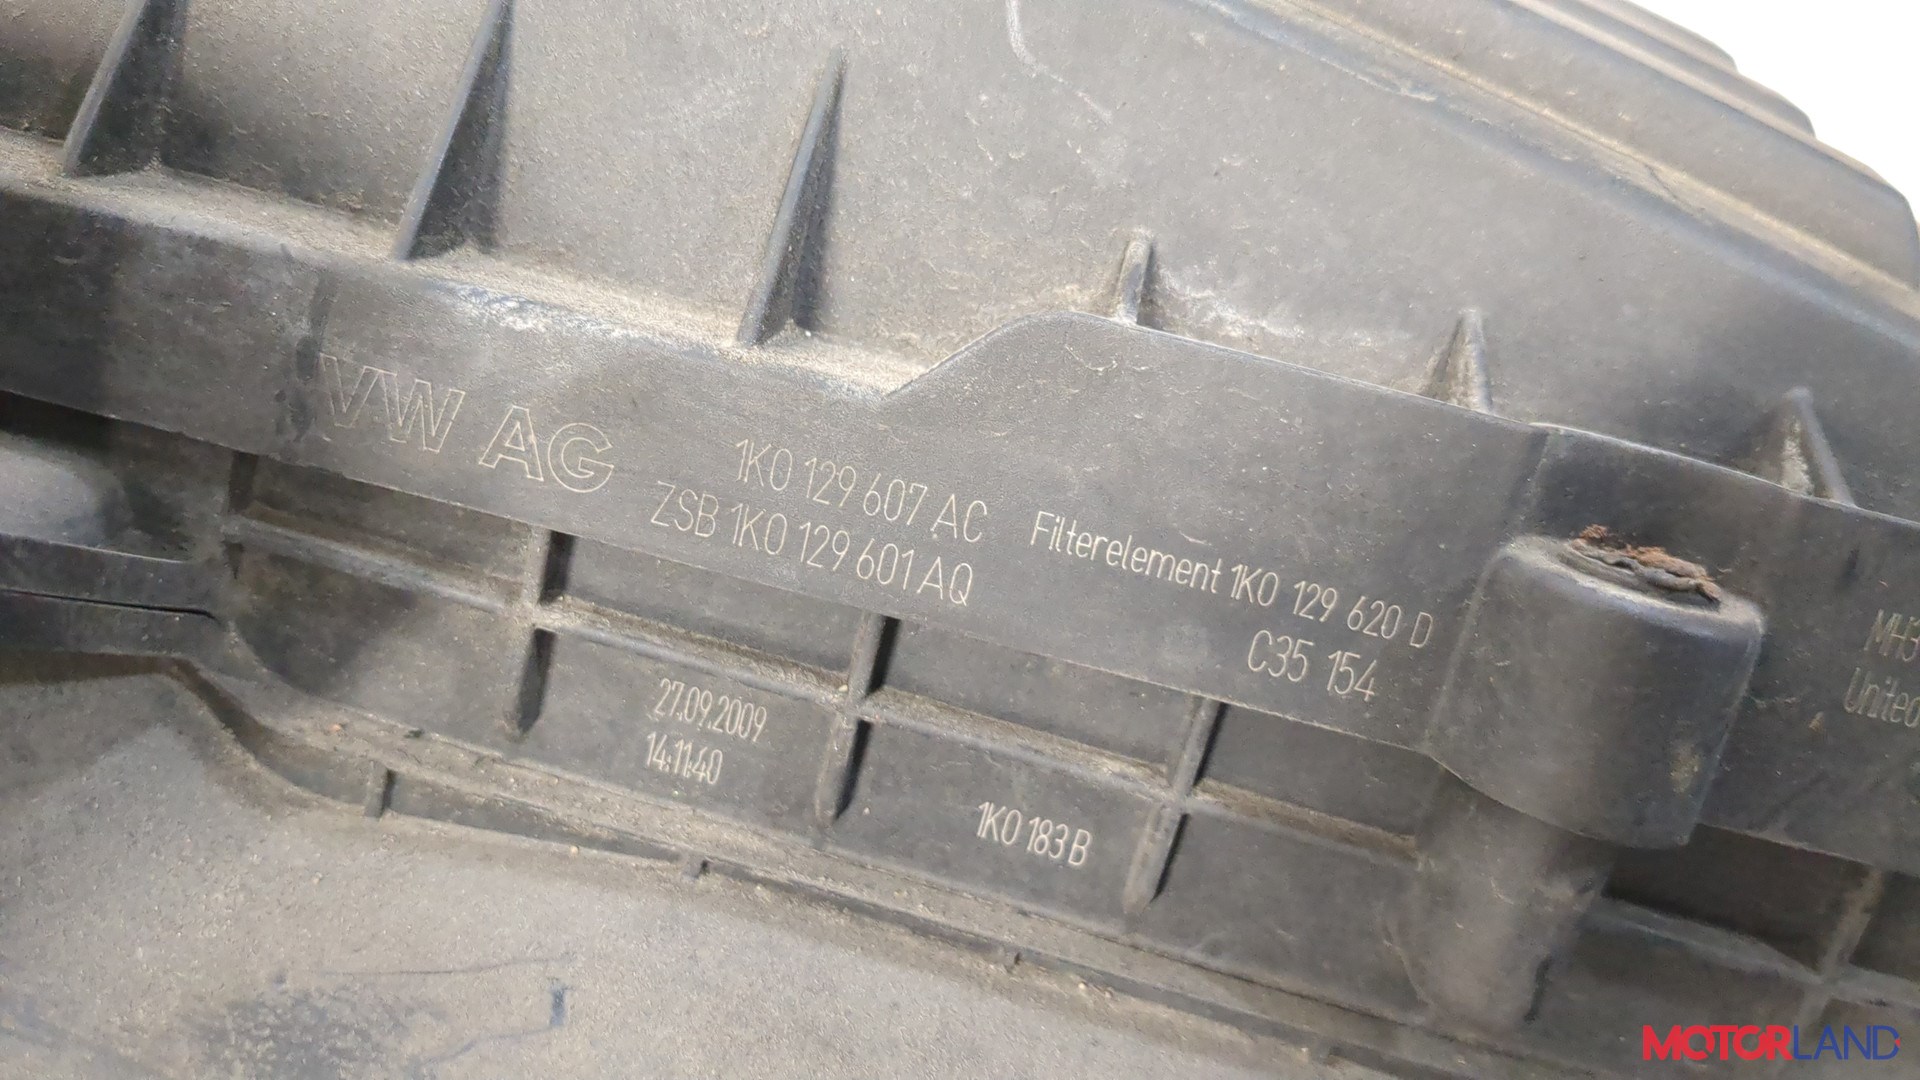 VW AG
1K0 129 607 AC
ZSB 1K0 129 601 AQ
Filterelement 1K0 129 620 D
C35 154
27.09.2009
14:11:40
1K0 183 B
MOTORLAND